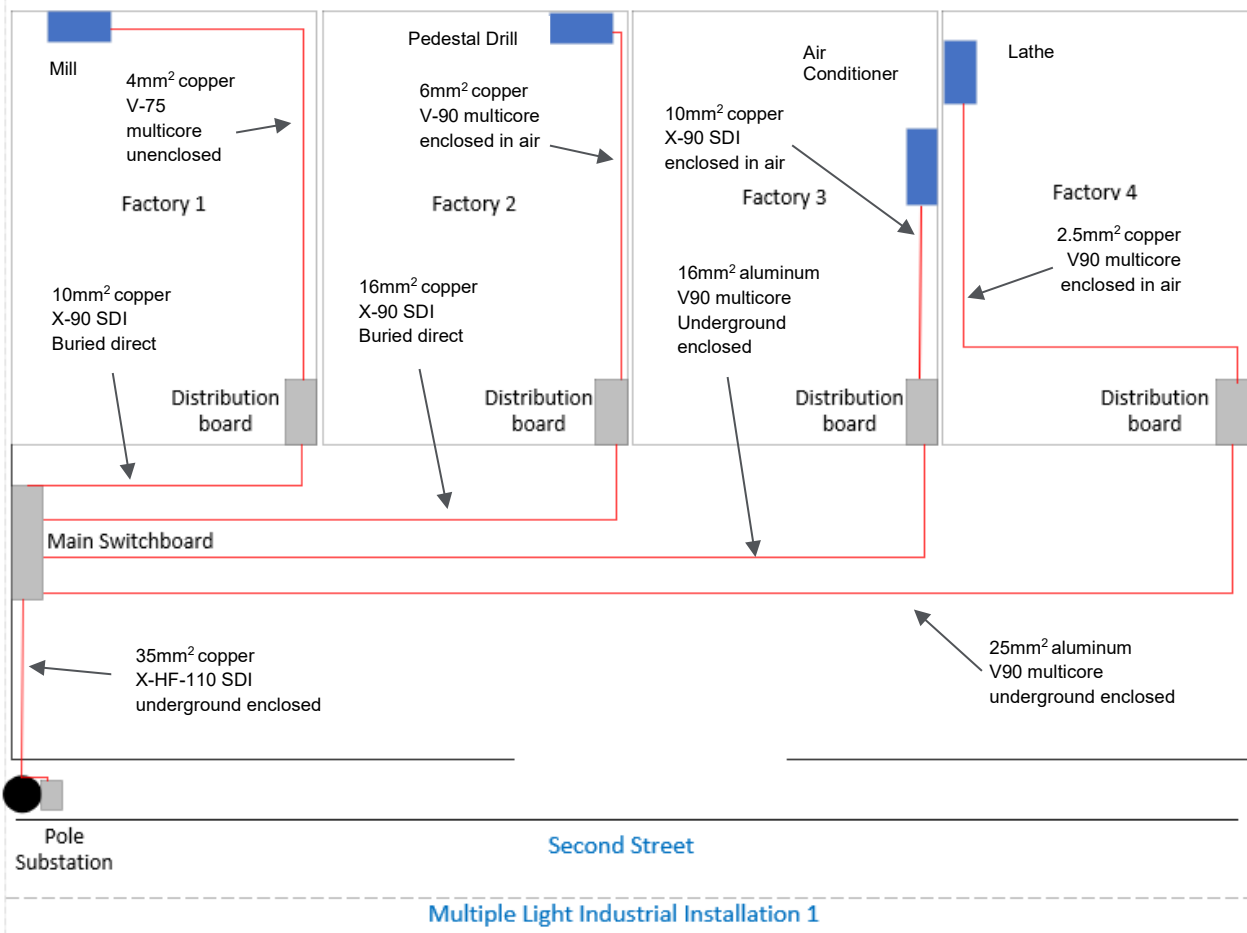 Mill
4mm² copper
V-75
multicore
unenclosed
Factory 1
Pedestal Drill
6mm² copper
V-90 multicore
enclosed in air
Factory 2
Air
Conditioner
10mm² copper
X-90 SDI
enclosed in air
Factory 3
Lathe
Factory 4
2.5mm² copper
V90 multicore
enclosed in air
10mm² copper
X-90 SDI
Buried direct
16mm² copper
X-90 SDI
Buried direct
16mm² aluminum
V90 multicore
Underground
enclosed
Distribution
board
Distribution
board
Distribution
board
Distribution
board
Main Switchboard
35mm² copper
X-HF-110 SDI
underground enclosed
25mm² aluminum
V90 multicore
underground enclosed
Pole
Substation
Second Street
Multiple Light Industrial Installation 1